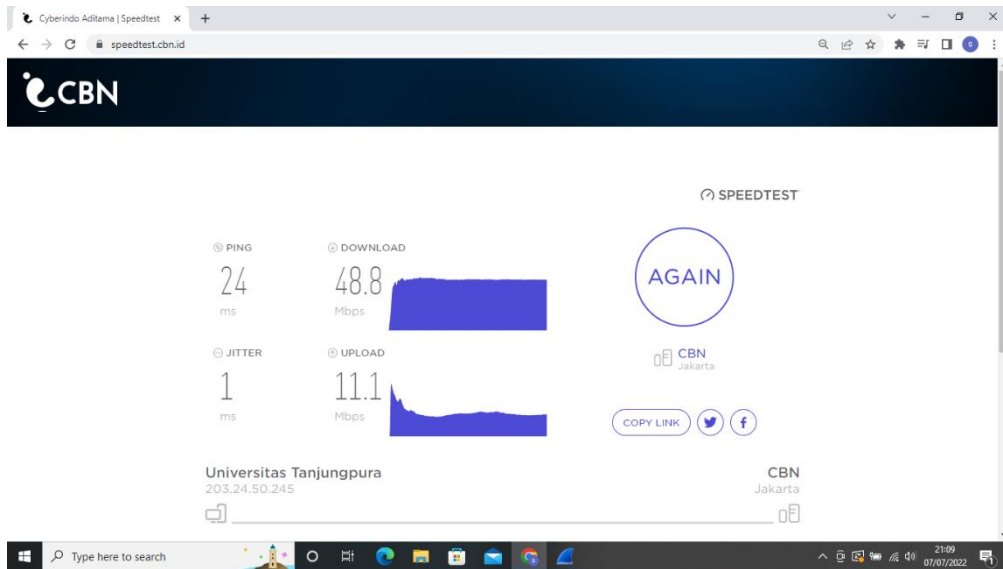 Cyberindo Aditama | Speedtest
speedtest.cbn.id
S
CBN
SPEEDTEST
PING
24
ms
DOWNLOAD
48.8
Mbps
AGAIN
JITTER
1
ms
UPLOAD
11.1
Mbps
CBN
Jakarta
COPY LINK
Universitas Tanjungpura
203.24.50.245
CBN
Jakarta
Type here to search
21:09
07/07/2022